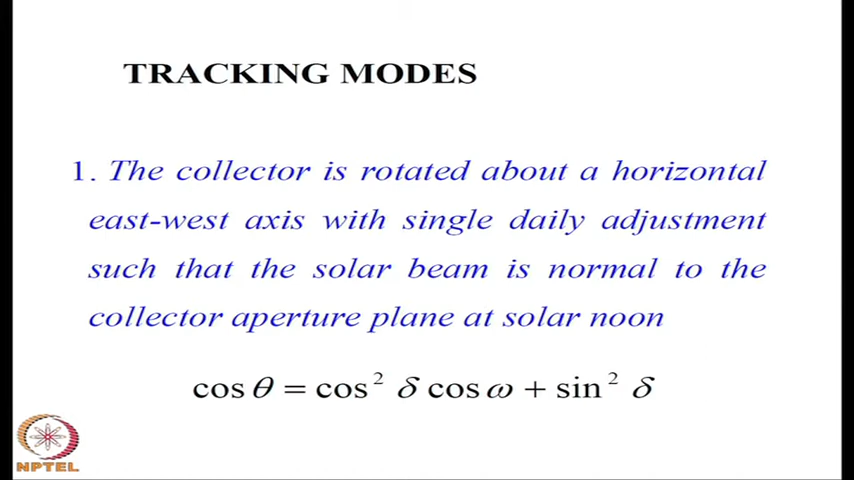 TRACKING MODES
1. The collector is rotated about a horizontal
east-west axis with single daily adjustment
such that the solar beam is normal to the
collector aperture plane at solar noon
cos θ = cos² δ cos ω + sin² δ
NPTEL